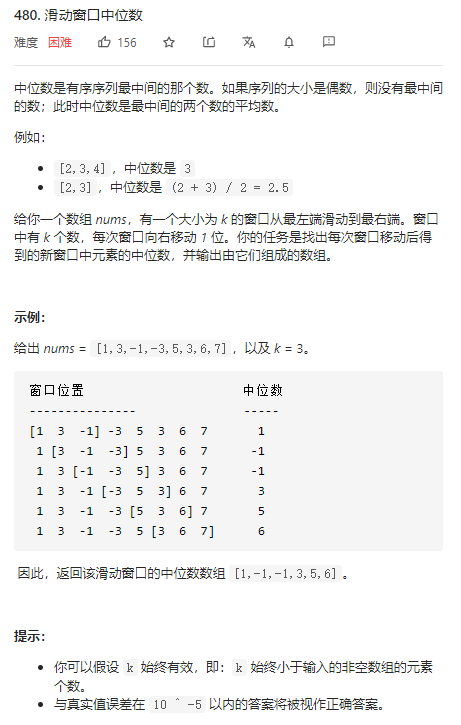 480. 滑动窗口中位数
难度 困难 156
中位数是有序序列最中间的那个数。如果序列的大小是偶数，则没有最中间
的数；此时中位数是最中间的两个数的平均数。
例如：
[2,3,4]，中位数是 3
[2,3]，中位数是 (2 + 3) / 2 = 2.5
给你一个数组 nums，有一个大小为 k 的窗口从最左端滑动到最右端。窗口
中有 k 个数，每次窗口向右移动 1 位。你的任务是找出每次窗口移动后得
到的新窗口中元素的中位数，并输出由它们组成的数组。
示例：
给出 nums = [1,3,-1,-3,5,3,6,7]，以及 k = 3。
窗口位置 中位数
--------------- -----
[1 3 -1] -3 5 3 6 7 1
1 [3 -1 -3] 5 3 6 7 -1
1 3 [-1 -3 5] 3 6 7 -1
1 3 -1 [-3 5 3] 6 7 3
1 3 -1 -3 [5 3 6] 7 5
1 3 -1 -3 5 [3 6 7] 6
因此，返回该滑动窗口的中位数数组 [1,-1,-1,3,5,6]。
提示：
你可以假设 k 始终有效，即：k 始终小于输入的非空数组的元素
个数。
与真实值误差在 10 ^ -5 以内的答案将被视作正确答案。